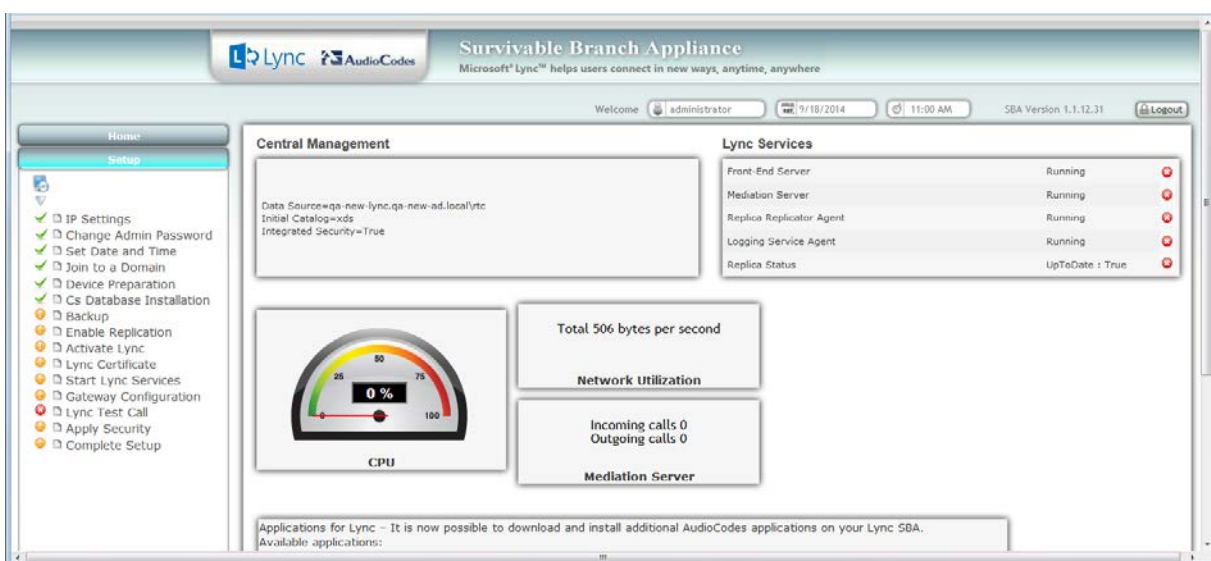 Lync AudioCodes
Survivable Branch Appliance
Microsoft® Lync™ helps users connect in new ways, anytime, anywhere
Welcome administrator 9/18/2014 11:00 AM SBA Version 1.1.12.31 Logout
Home
Setup
IP Settings
Change Admin Password
Set Date and Time
Join to a Domain
Device Preparation
Cs Database Installation
Backup
Enable Replication
Activate Lync
Lync Certificate
Start Lync Services
Gateway Configuration
Lync Test Call
Apply Security
Complete Setup
Central Management
Data Source=qa-new-lync.qa-new-ad.local\rtc
Initial Catalog=xds
Integrated Security=True
Lync Services
Front-End Server Running
Mediation Server Running
Replica Replicator Agent Running
Logging Service Agent Running
Replica Status UpToDate : True
50
25 75
0 %
0 100
CPU
Total 506 bytes per second
Network Utilization
Incoming calls 0
Outgoing calls 0
Mediation Server
Applications for Lync - It is now possible to download and install additional AudioCodes applications on your Lync SBA.
Available applications: